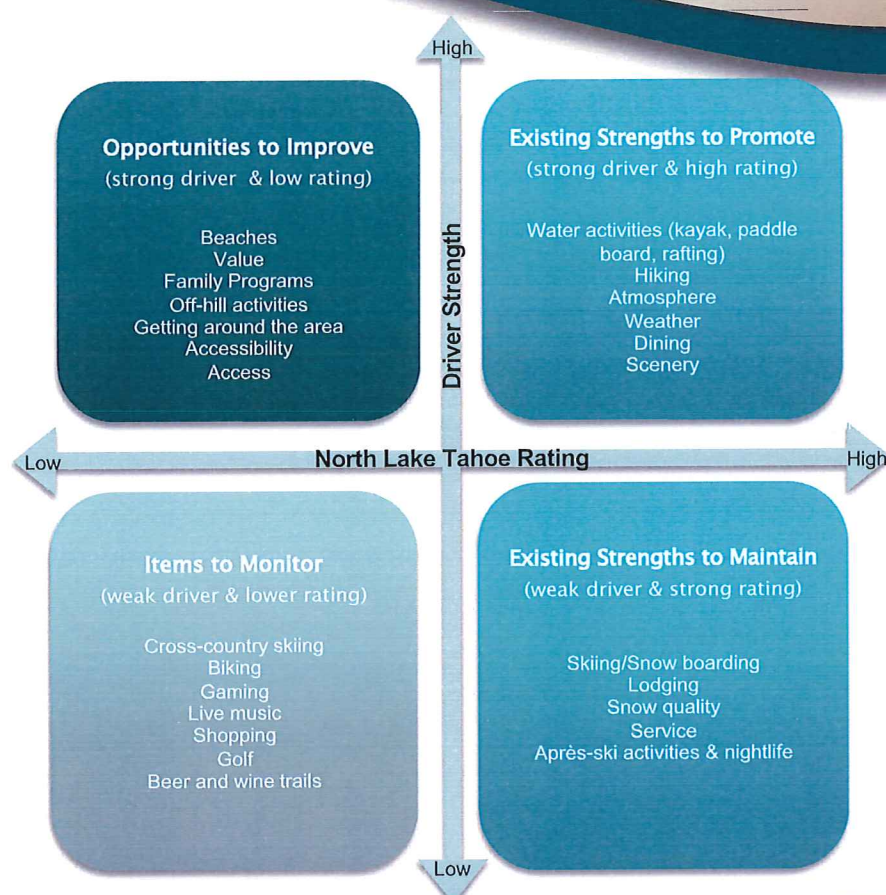 High
Opportunities to Improve
(strong driver & low rating)
Beaches
Value
Family Programs
Off-hill activities
Getting around the area
Accessibility
Access
Existing Strengths to Promote
(strong driver & high rating)
Water activities (kayak, paddle
board, rafting)
Hiking
Atmosphere
Weather
Dining
Scenery
Driver Strength
Low
North Lake Tahoe Rating
High
Items to Monitor
(weak driver & lower rating)
Cross-country skiing
Biking
Gaming
Live music
Shopping
Golf
Beer and wine trails
Existing Strengths to Maintain
(weak driver & strong rating)
Skiing/Snow boarding
Lodging
Snow quality
Service
Après-ski activities & nightlife
Low